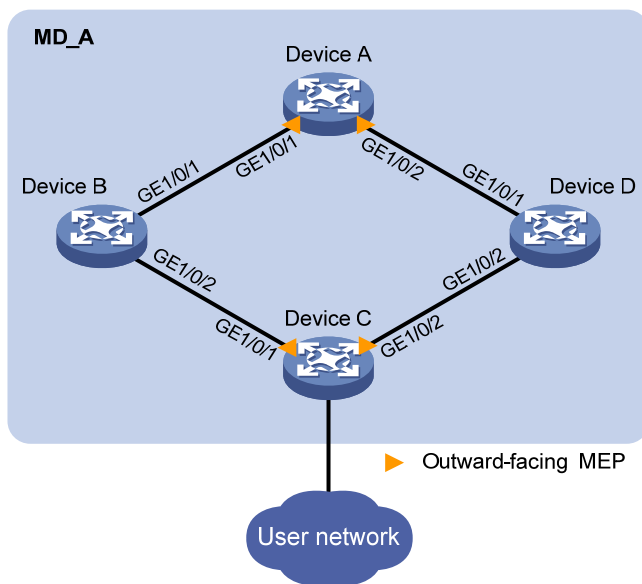 MD_A
Device A
GE1/0/1
GE1/0/2
Device B
GE1/0/1
GE1/0/1
Device D
GE1/0/2
GE1/0/2
Device C
GE1/0/1
GE1/0/2
Outward-facing MEP
User network